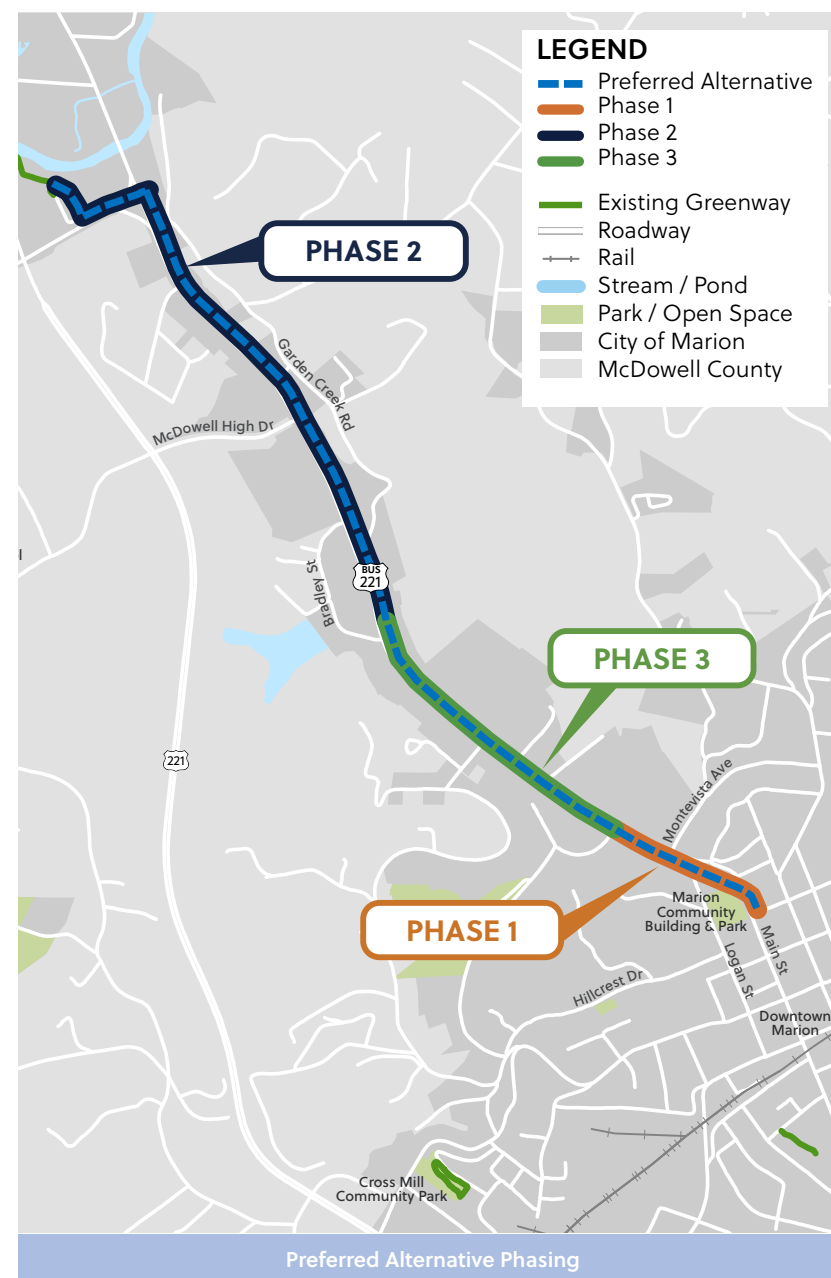 LEGEND
Preferred Alternative
Phase 1
Phase 2
Phase 3
Existing Greenway
Roadway
Rail
Stream / Pond
Park / Open Space
City of Marion
McDowell County
PHASE 2
Garden Creek Rd
McDowell High Dr
BUS
221
Bradley St
PHASE 3
221
Montevista Ave
Marion
Community
Building & Park
PHASE 1
Main St
Logan St
Hillcrest Dr
Downtown
Marion
Cross Mill
Community Park
Preferred Alternative Phasing